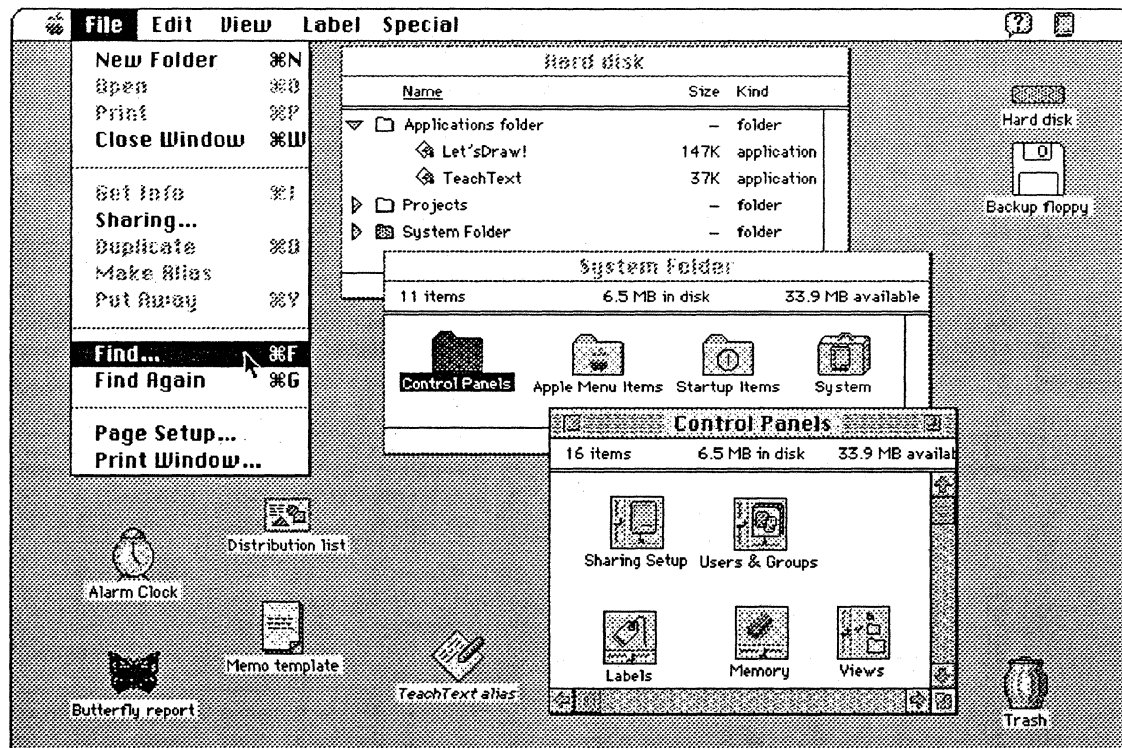 File Edit View Label Special
New Folder ⌘N
Open ⌘O
Print ⌘P
Close Window ⌘W
Get Info ⌘I
Sharing...
Duplicate ⌘D
Make Alias
Put Away ⌘Y
Find... ⌘F
Find Again ⌘G
Page Setup...
Print Window...
Hard disk
Name Size Kind
Applications folder – folder
Let'sDraw! 147K application
TeachText 37K application
Projects – folder
System Folder – folder
Hard disk
Backup floppy
System Folder
11 items 6.5 MB in disk 33.9 MB available
Control Panels Apple Menu Items Startup Items System
Control Panels
16 items 6.5 MB in disk 33.9 MB availab
Sharing Setup Users & Groups
Labels Memory Views
Distribution list
Alarm Clock
Memo template
Butterfly report
TeachText alias
Trash